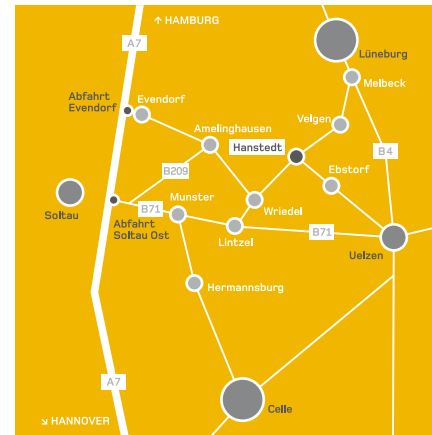 ↗ HAMBURG
A7
Lüneburg
Melbeck
Abfahrt
Evendorf
Evendorf
Velgen
Amelinghausen
Hanstedt
B4
B209
Ebstorf
Soltau
Munster
B71
Wriedel
Abfahrt
Soltau Ost
Lintzel
B71
Uelzen
Hermannsburg
A7
Celle
↘ HANNOVER